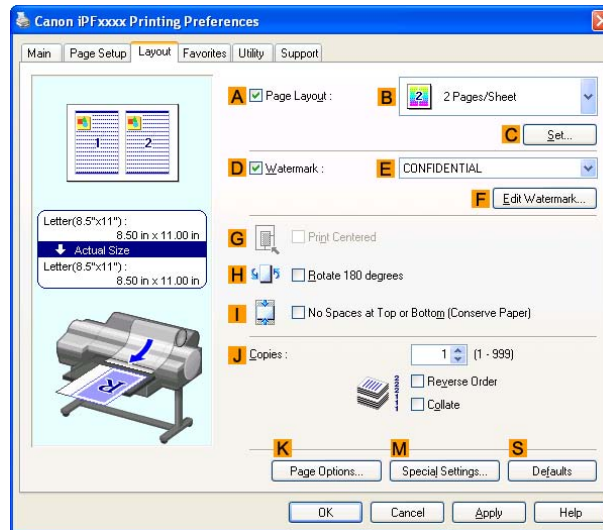 Canon iPFxxxx Printing Preferences
Main Page Setup Layout Favorites Utility Support
A Page Layout : B 2 2 Pages/Sheet
1 2
C Set...
D Watermark : E CONFIDENTIAL
F Edit Watermark...
Letter(8.5"x11") :
8.50 in x 11.00 in
Actual Size
Letter(8.5"x11") :
8.50 in x 11.00 in
G Print Centered
H Rotate 180 degrees
I No Spaces at Top or Bottom (Conserve Paper)
J Copies : 1 (1 - 999)
Reverse Order
Collate
R
K M S
Page Options... Special Settings... Defaults
OK Cancel Apply Help